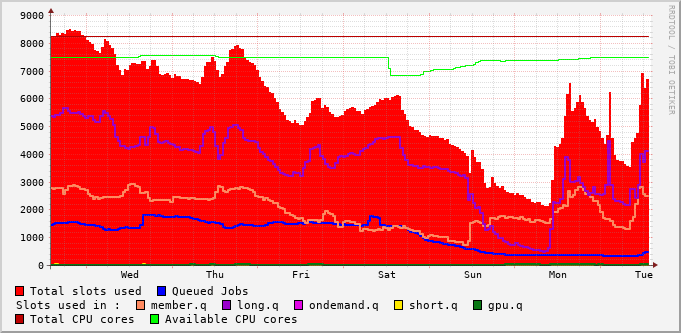 RRDTOOL / TOBI OETIKER
9000
8000
7000
6000
5000
4000
3000
2000
1000
0
Wed Thu Fri Sat Sun Mon Tue
Total slots used Queued Jobs
Slots used in : member.q long.q ondemand.q short.q gpu.q
Total CPU cores Available CPU cores